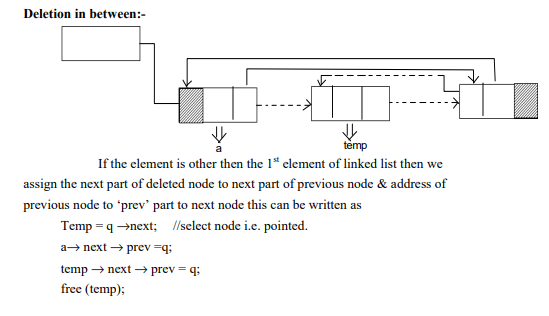 Deletion in between:-
a
temp
If the element is other then the 1st element of linked list then we
assign the next part of deleted node to next part of previous node & address of
previous node to ‘prev’ part to next node this can be written as
Temp = q →next; //select node i.e. pointed.
a→ next → prev =q;
temp → next → prev = q;
free (temp);